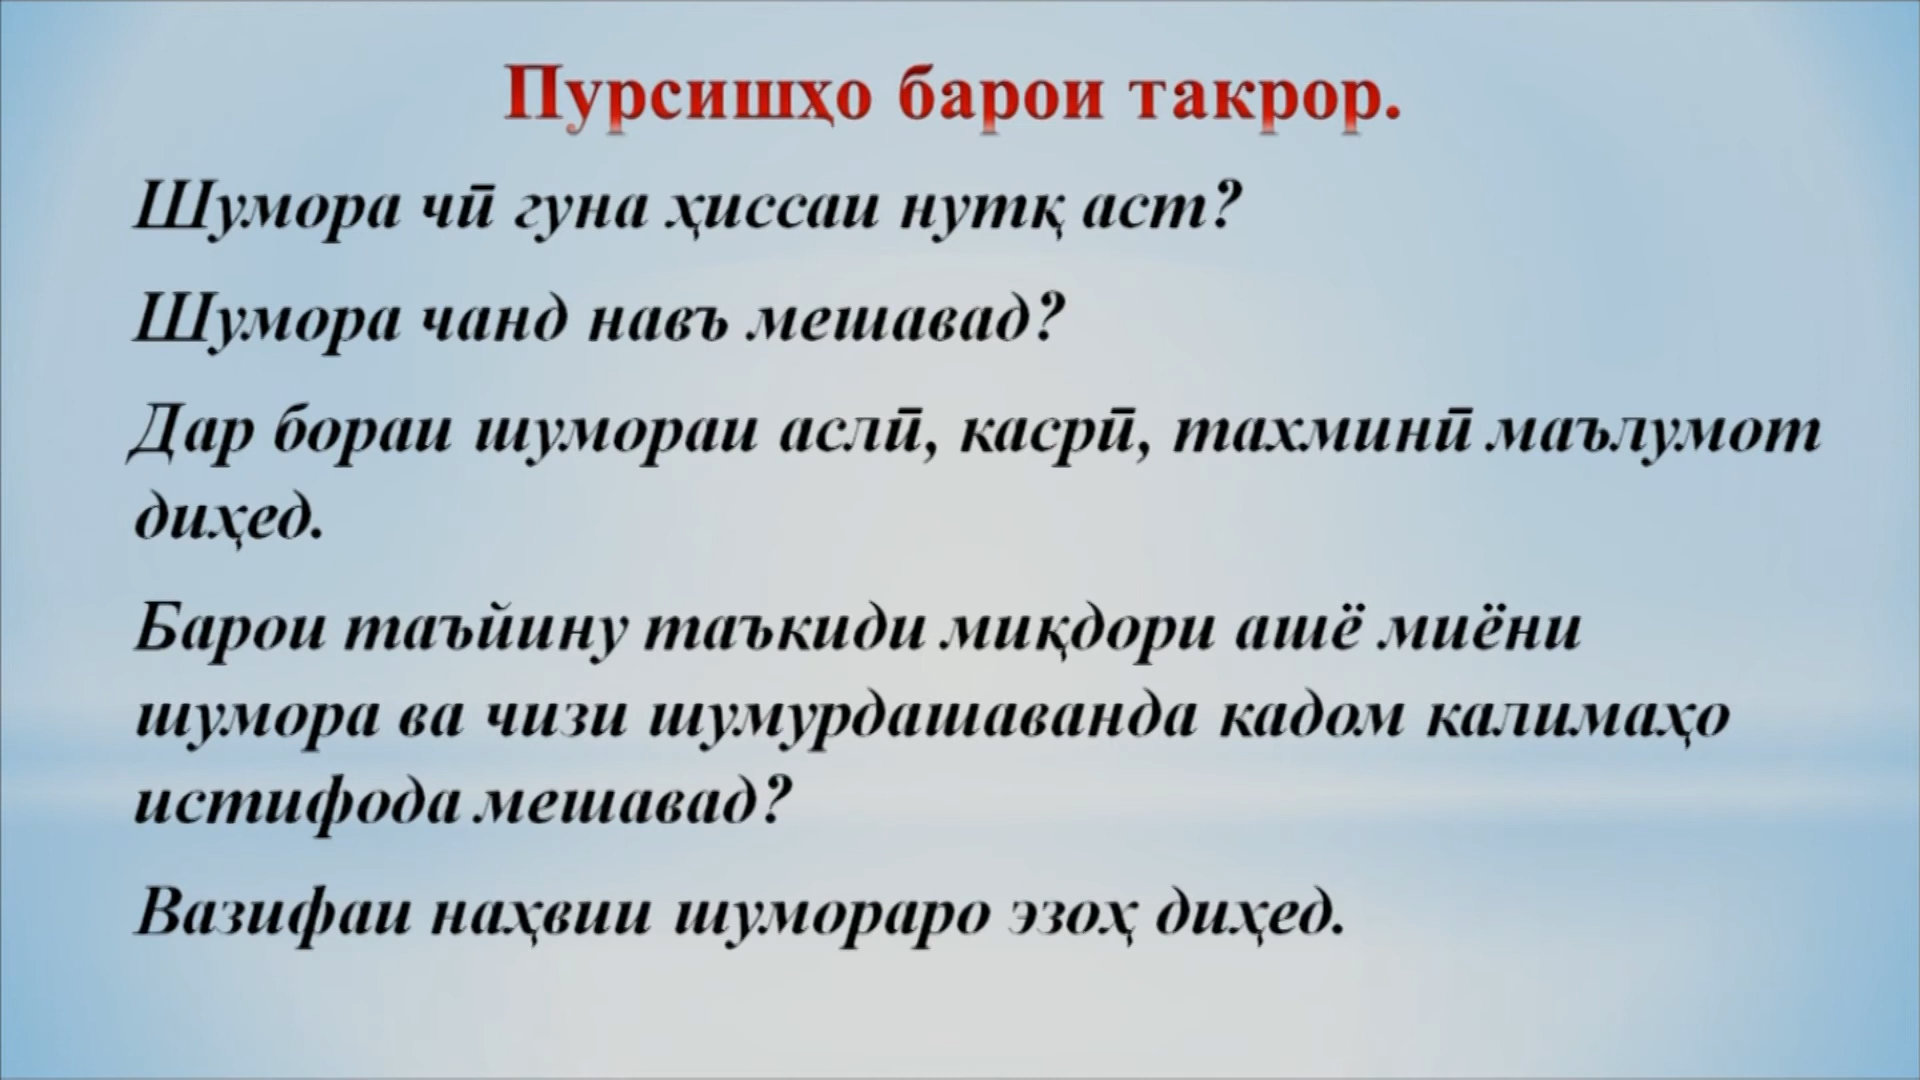 Пурсишҳо барои такрор.
Шумора чӣ гуна ҳиссаи нутқ аст?
Шумора чанд навъ мешавад?
Дар бораи шумораи аслӣ, касрӣ, тахминӣ маълумот
диҳед.
Барои таъйину таъкиди миқдори ашё миёни
шумора ва чизи шумурдашаванда кадом калимаҳо
истифода мешавад?
Вазифаи наҳвии шумораро эзоҳ диҳед.